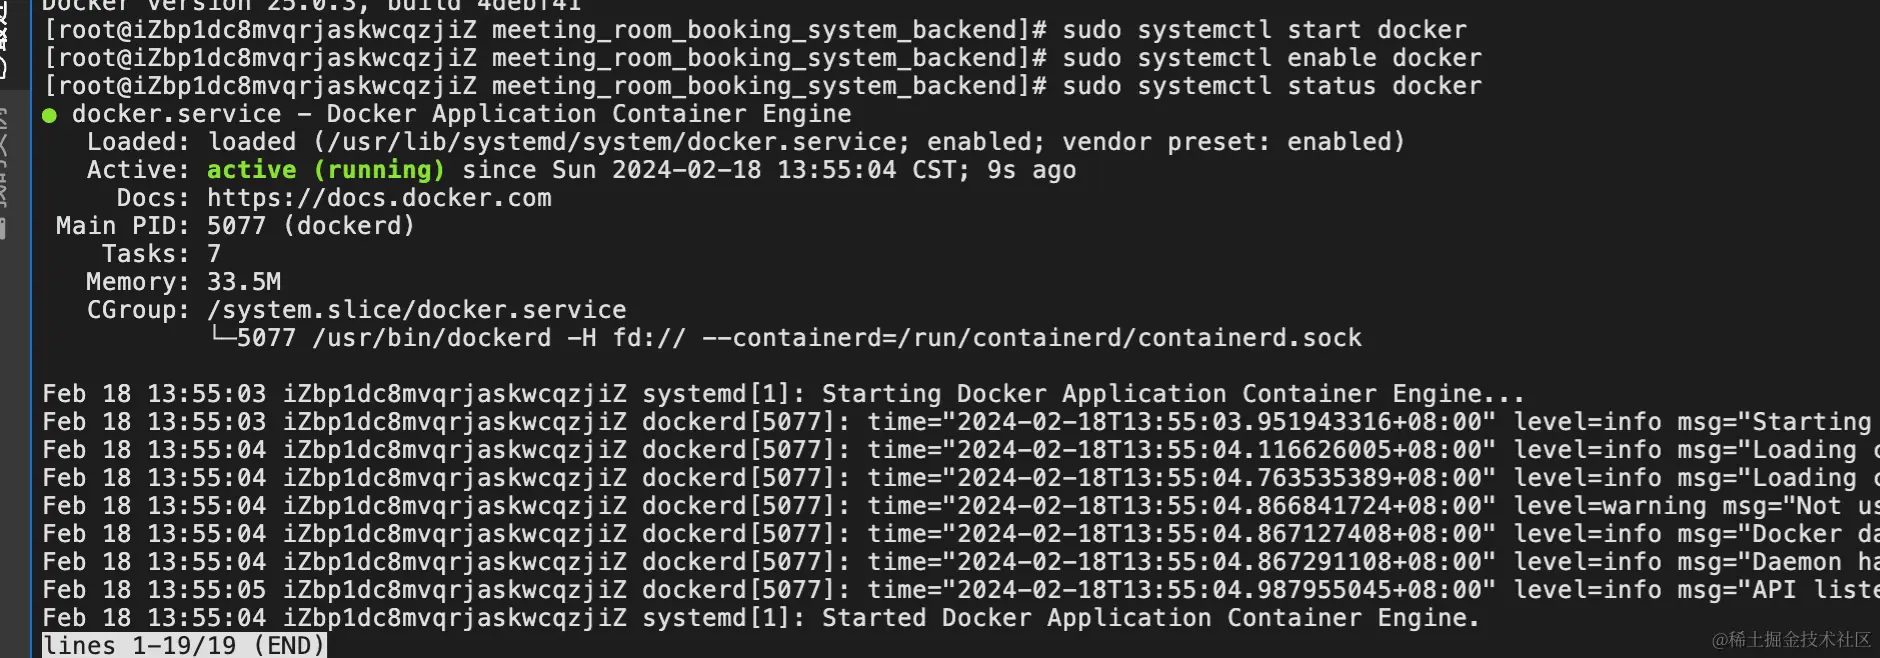 Docker version 25.0.3, build 4debf41
[root@iZbp1dc8mvqrjaskwcqzjiZ meeting_room_booking_system_backend]# sudo systemctl start docker
[root@iZbp1dc8mvqrjaskwcqzjiZ meeting_room_booking_system_backend]# sudo systemctl enable docker
[root@iZbp1dc8mvqrjaskwcqzjiZ meeting_room_booking_system_backend]# sudo systemctl status docker
● docker.service - Docker Application Container Engine
Loaded: loaded (/usr/lib/systemd/system/docker.service; enabled; vendor preset: enabled)
Active: active (running) since Sun 2024-02-18 13:55:04 CST; 9s ago
Docs: https://docs.docker.com
Main PID: 5077 (dockerd)
Tasks: 7
Memory: 33.5M
CGroup: /system.slice/docker.service
└─5077 /usr/bin/dockerd -H fd:// --containerd=/run/containerd/containerd.sock
Feb 18 13:55:03 iZbp1dc8mvqrjaskwcqzjiZ systemd[1]: Starting Docker Application Container Engine...
Feb 18 13:55:03 iZbp1dc8mvqrjaskwcqzjiZ dockerd[5077]: time="2024-02-18T13:55:03.951943316+08:00" level=info msg="Starting
Feb 18 13:55:04 iZbp1dc8mvqrjaskwcqzjiZ dockerd[5077]: time="2024-02-18T13:55:04.116626005+08:00" level=info msg="Loading
Feb 18 13:55:04 iZbp1dc8mvqrjaskwcqzjiZ dockerd[5077]: time="2024-02-18T13:55:04.763535389+08:00" level=info msg="Loading
Feb 18 13:55:04 iZbp1dc8mvqrjaskwcqzjiZ dockerd[5077]: time="2024-02-18T13:55:04.866841724+08:00" level=warning msg="Not us
Feb 18 13:55:04 iZbp1dc8mvqrjaskwcqzjiZ dockerd[5077]: time="2024-02-18T13:55:04.867127408+08:00" level=info msg="Docker da
Feb 18 13:55:04 iZbp1dc8mvqrjaskwcqzjiZ dockerd[5077]: time="2024-02-18T13:55:04.867291108+08:00" level=info msg="Daemon ha
Feb 18 13:55:05 iZbp1dc8mvqrjaskwcqzjiZ dockerd[5077]: time="2024-02-18T13:55:04.987955045+08:00" level=info msg="API liste
Feb 18 13:55:04 iZbp1dc8mvqrjaskwcqzjiZ systemd[1]: Started Docker Application Container Engine.
lines 1-19/19 (END)
@稀土掘金技术社区